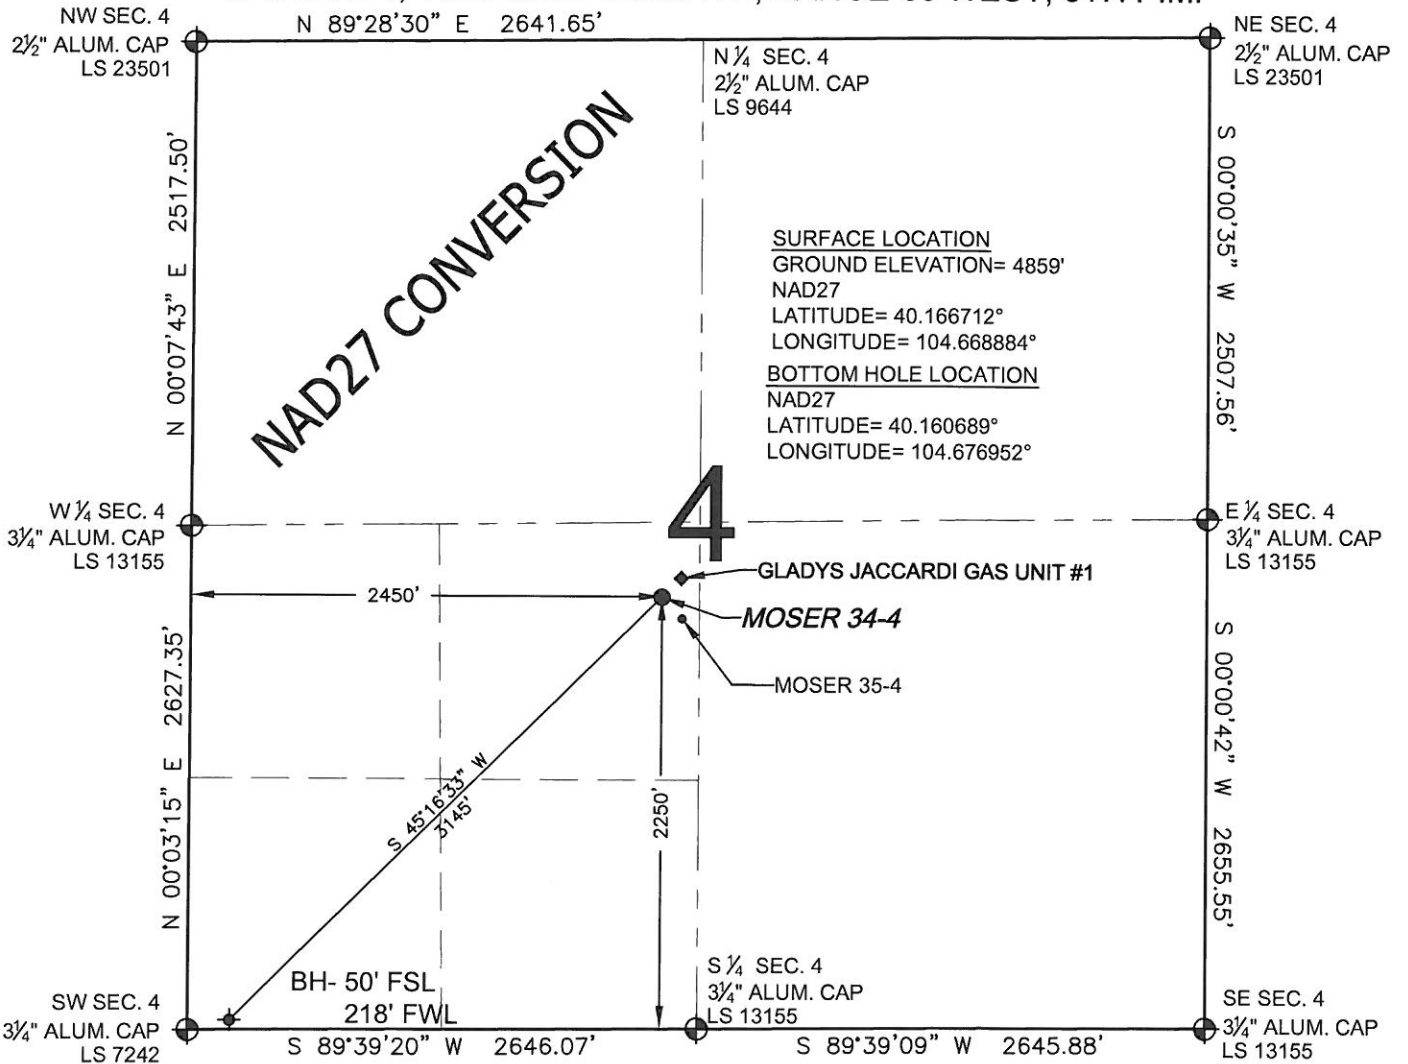 NW SEC. 4
2½" ALUM. CAP
LS 23501
N 89°28'30" E 2641.65'
NE SEC. 4
2½" ALUM. CAP
LS 23501
N ¼ SEC. 4
2½" ALUM. CAP
LS 9644
N 00°07'43" E 2517.50'
NAD27 CONVERSION
S 00°00'35" W 2507.56'
SURFACE LOCATION
GROUND ELEVATION= 4859'
NAD27
LATITUDE= 40.166712°
LONGITUDE= 104.668884°
BOTTOM HOLE LOCATION
NAD27
LATITUDE= 40.160689°
LONGITUDE= 104.676952°
4
W ¼ SEC. 4
3¼" ALUM. CAP
LS 13155
E ¼ SEC. 4
3¼" ALUM. CAP
LS 13155
GLADYS JACCARDI GAS UNIT #1
2450'
MOSER 34-4
MOSER 35-4
N 00°03'15" E 2627.35'
S 45°16'33" W
3145'
2250'
S 00°00'42" W 2655.55'
BH- 50' FSL
218' FWL
S ¼ SEC. 4
3¼" ALUM. CAP
LS 13155
SW SEC. 4
3¼" ALUM. CAP
LS 7242
SE SEC. 4
3¼" ALUM. CAP
LS 13155
S 89°39'20" W 2646.07'
S 89°39'09" W 2645.88'